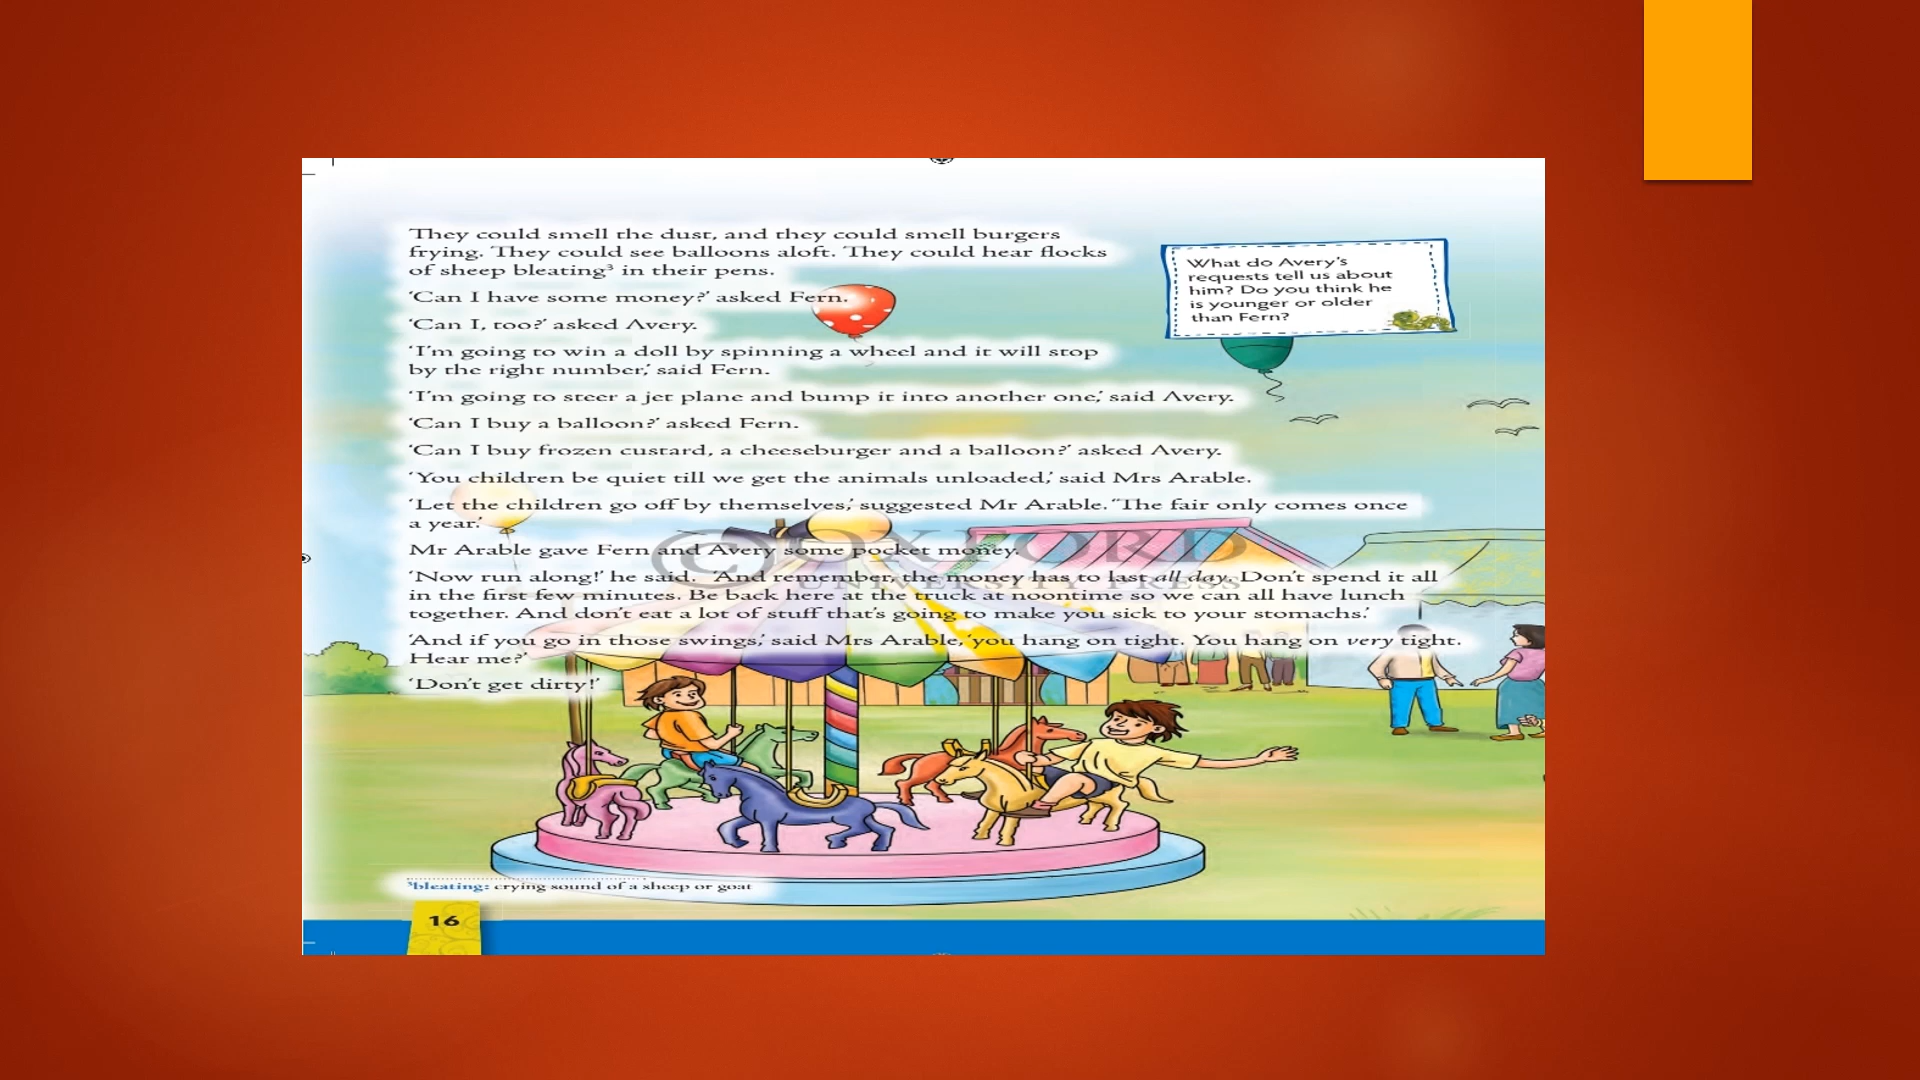 They could smell the dust, and they could smell burgers
frying. They could see balloons aloft. They could hear flocks
of sheep bleating³ in their pens.
‘Can I have some money?’ asked Fern.
‘Can I, too?’ asked Avery.
‘I’m going to win a doll by spinning a wheel and it will stop
by the right number,’ said Fern.
‘I’m going to steer a jet plane and bump it into another one,’ said Avery.
‘Can I buy a balloon?’ asked Fern.
‘Can I buy frozen custard, a cheeseburger and a balloon?’ asked Avery.
‘You children be quiet till we get the animals unloaded,’ said Mrs Arable.
‘Let the children go off by themselves,’ suggested Mr Arable. ‘The fair only comes once
a year.’
Mr Arable gave Fern and Avery some pocket money.
‘Now run along!’ he said. ‘And remember, the money has to last all day. Don’t spend it all
in the first few minutes. Be back here at the truck at noontime so we can all have lunch
together. And don’t eat a lot of stuff that’s going to make you sick to your stomachs.’
‘And if you go in those swings,’ said Mrs Arable, ‘you hang on tight. You hang on very tight.
Hear me?’
‘Don’t get dirty!’
What do Avery’s
requests tell us about
him? Do you think he
is younger or older
than Fern?
© OXFORD
UNIVERSITY PRESS
³bleating: crying sound of a sheep or goat
16